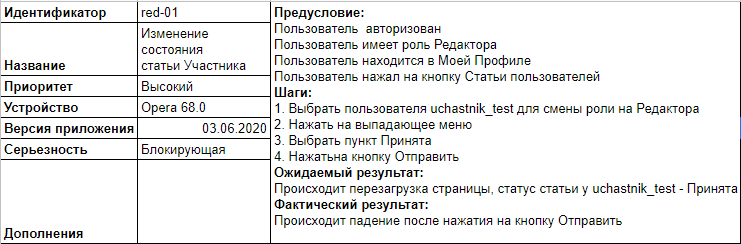 Идентификатор red-01
Название Изменение состояния статьи Участника
Приоритет Высокий
Устройство Opera 68.0
Версия приложения 03.06.2020
Серьезность Блокирующая
Дополнения
Предусловие:
Пользователь авторизован
Пользователь имеет роль Редактора
Пользователь находится в Моей Профиле
Пользователь нажал на кнопку Статьи пользователей
Шаги:
1. Выбрать пользователя uchastnik_test для смены роли на Редактора
2. Нажать на выпадающее меню
3. Выбрать пункт Принята
4. Нажатьна кнопку Отправить
Ожидаемый результат:
Происходит перезагрузка страницы, статус статьи у uchastnik_test - Принята
Фактический результат:
Происходит падение после нажатия на кнопку Отправить